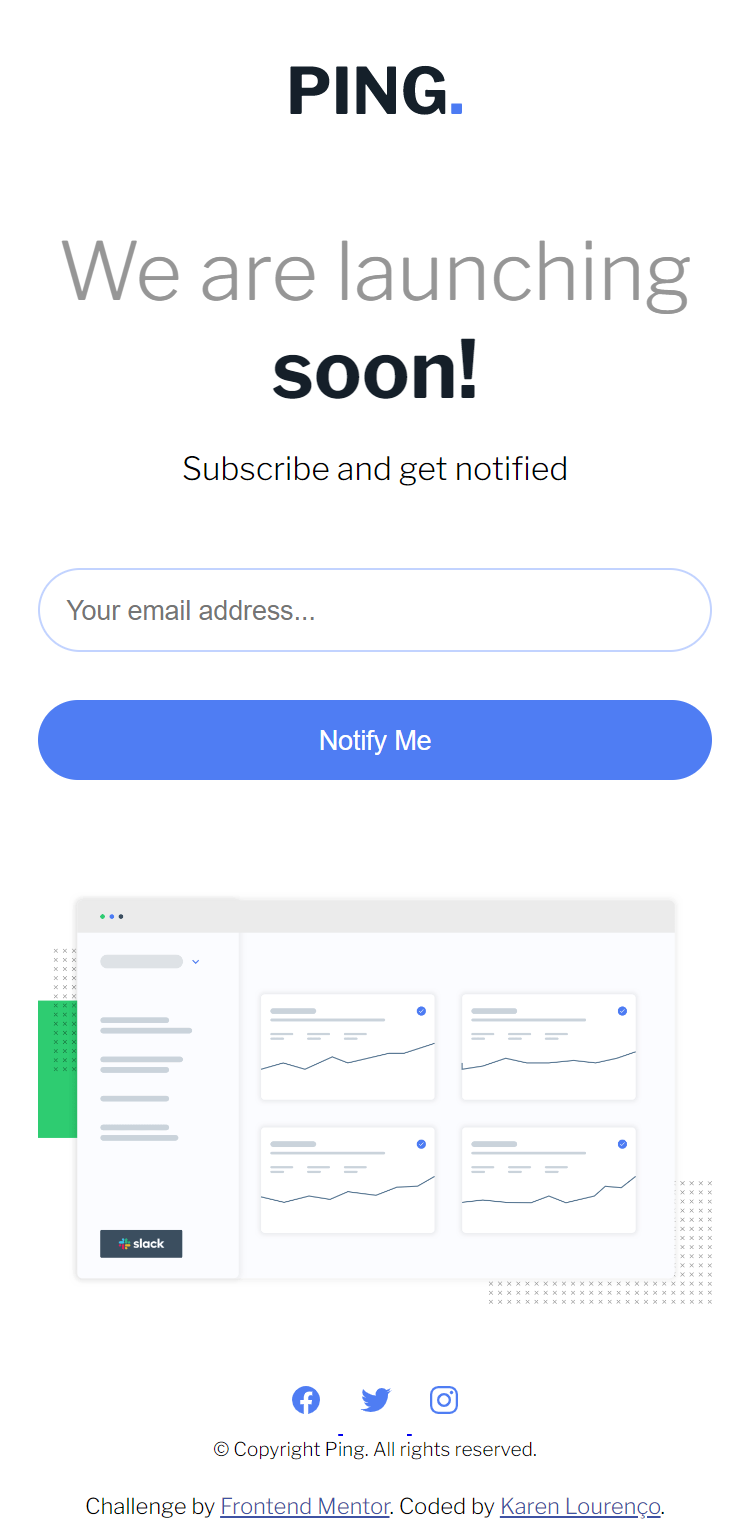 PING.
We are launching
soon!
Subscribe and get notified
Your email address...
Notify Me
slack
© Copyright Ping. All rights reserved.
Challenge by Frontend Mentor. Coded by Karen Lourenço.